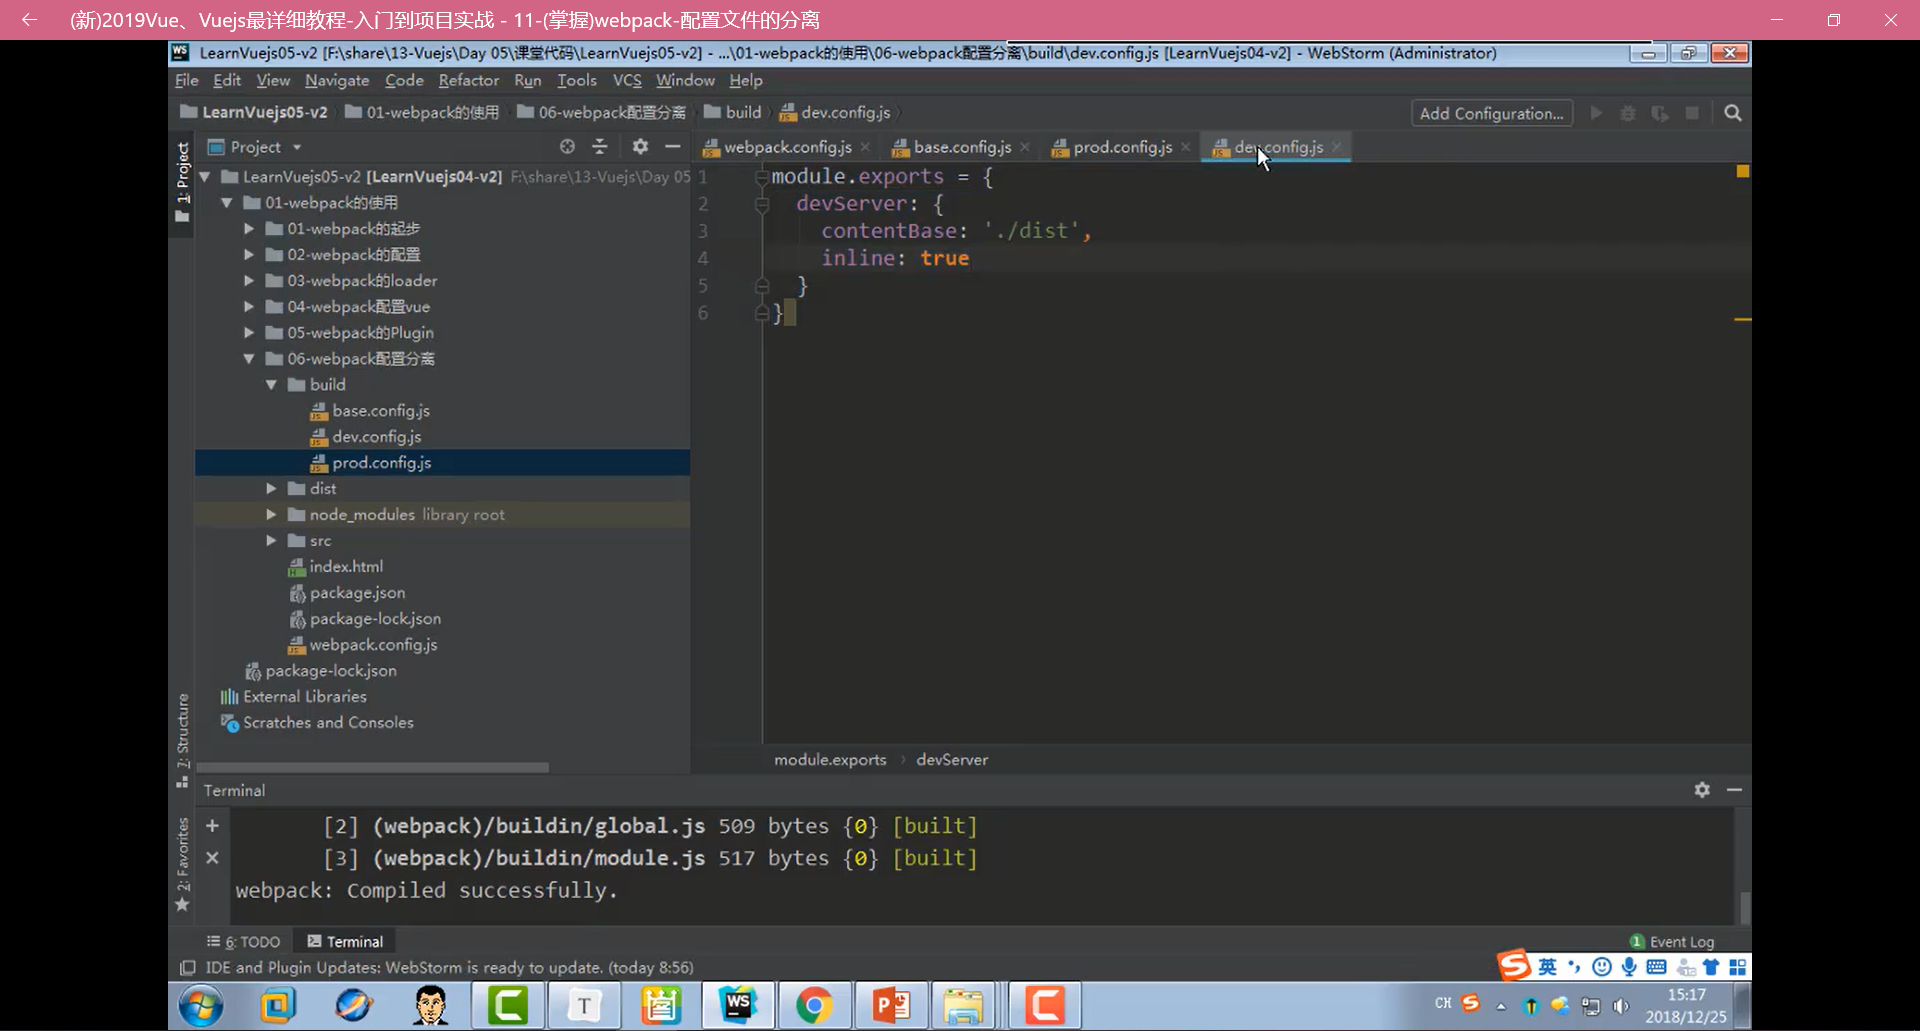 (新)2019Vue、Vuejs最详细教程-入门到项目实战 - 11-(掌握)webpack-配置文件的分离
LearnVuejs05-v2 [F:\share\13-Vuejs\Day 05\课堂代码\LearnVuejs05-v2] - ...\01-webpack的使用\06-webpack配置分离\build\dev.config.js [LearnVuejs04-v2] - WebStorm (Administrator)
File Edit View Navigate Code Refactor Run Tools VCS Window Help
LearnVuejs05-v2 01-webpack的使用 06-webpack配置分离 build dev.config.js Add Configuration...
1: Project
Project
webpack.config.js base.config.js prod.config.js dev.config.js
LearnVuejs05-v2 [LearnVuejs04-v2] F:\share\13-Vuejs\Day 05
01-webpack的使用
01-webpack的起步
02-webpack的配置
03-webpack的loader
04-webpack配置vue
05-webpack的Plugin
06-webpack配置分离
build
base.config.js
dev.config.js
prod.config.js
dist
node_modules library root
src
index.html
package.json
package-lock.json
webpack.config.js
package-lock.json
External Libraries
Scratches and Consoles
1 module.exports = {
2 devServer: {
3 contentBase: './dist',
4 inline: true
5 }
6 }
module.exports › devServer
7: Structure
2: Favorites
Terminal
[2] (webpack)/buildin/global.js 509 bytes {0} [built]
[3] (webpack)/buildin/module.js 517 bytes {0} [built]
webpack: Compiled successfully.
6: TODO Terminal 1 Event Log
IDE and Plugin Updates: WebStorm is ready to update. (today 8:56)
英
CH
15:17
2018/12/25